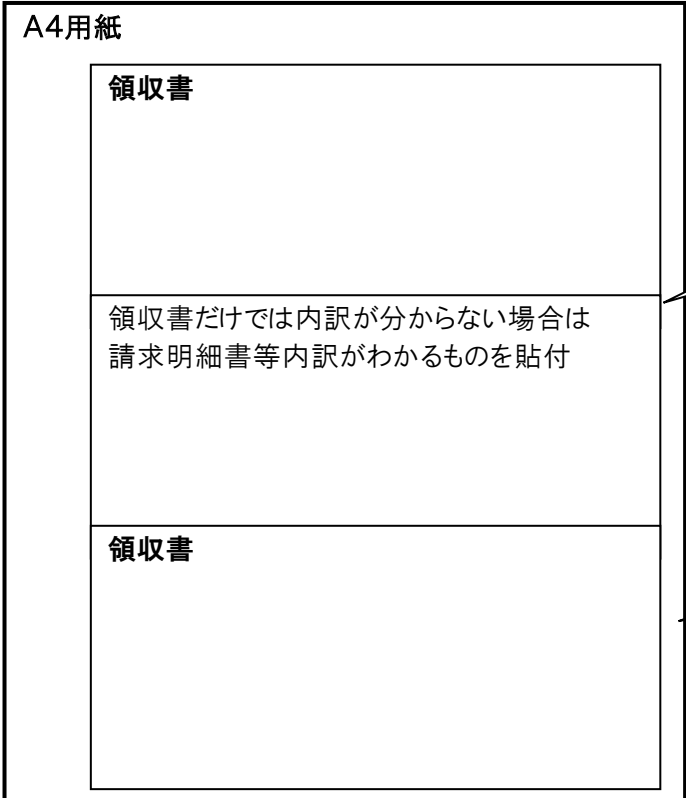 A4用紙
領収書
領収書だけでは内訳が分からない場合は
請求明細書等内訳がわかるものを貼付
領収書